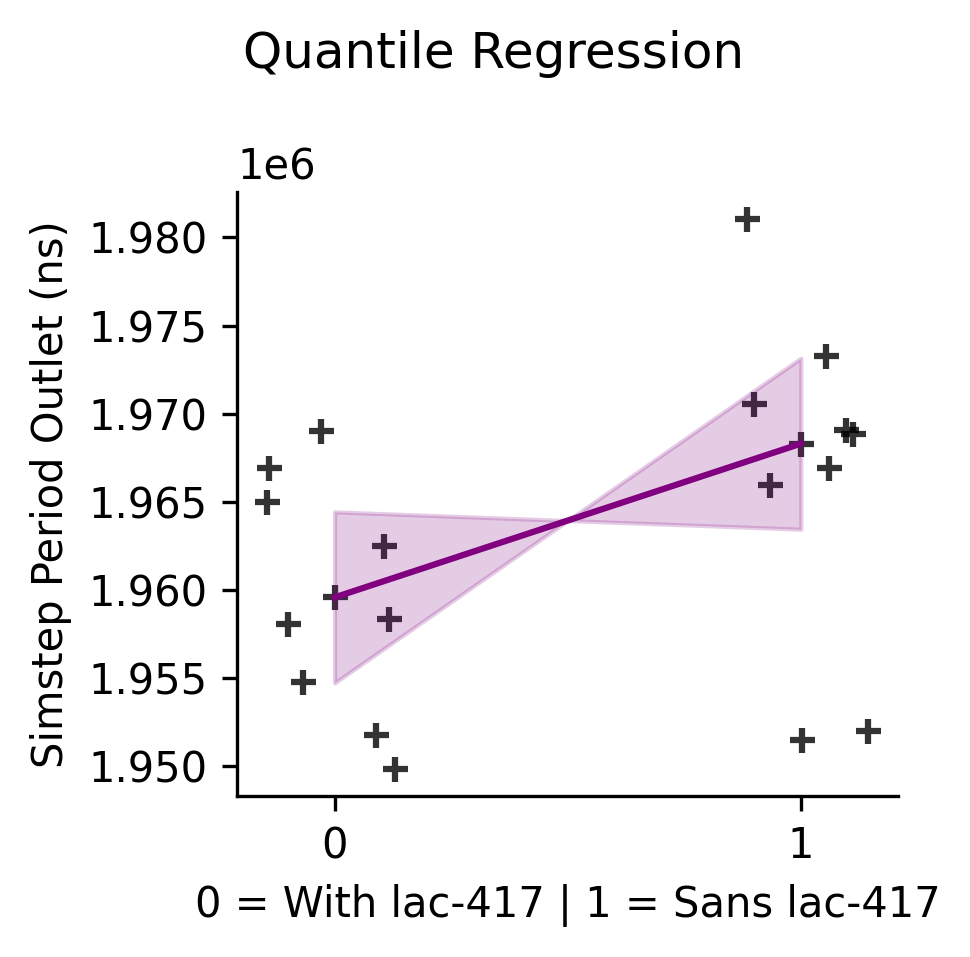 Quantile Regression
1e6
1.980
1.975
1.970
1.965
1.960
1.955
1.950
Simstep Period Outlet (ns)
0
1
0 = With lac-417 | 1 = Sans lac-417